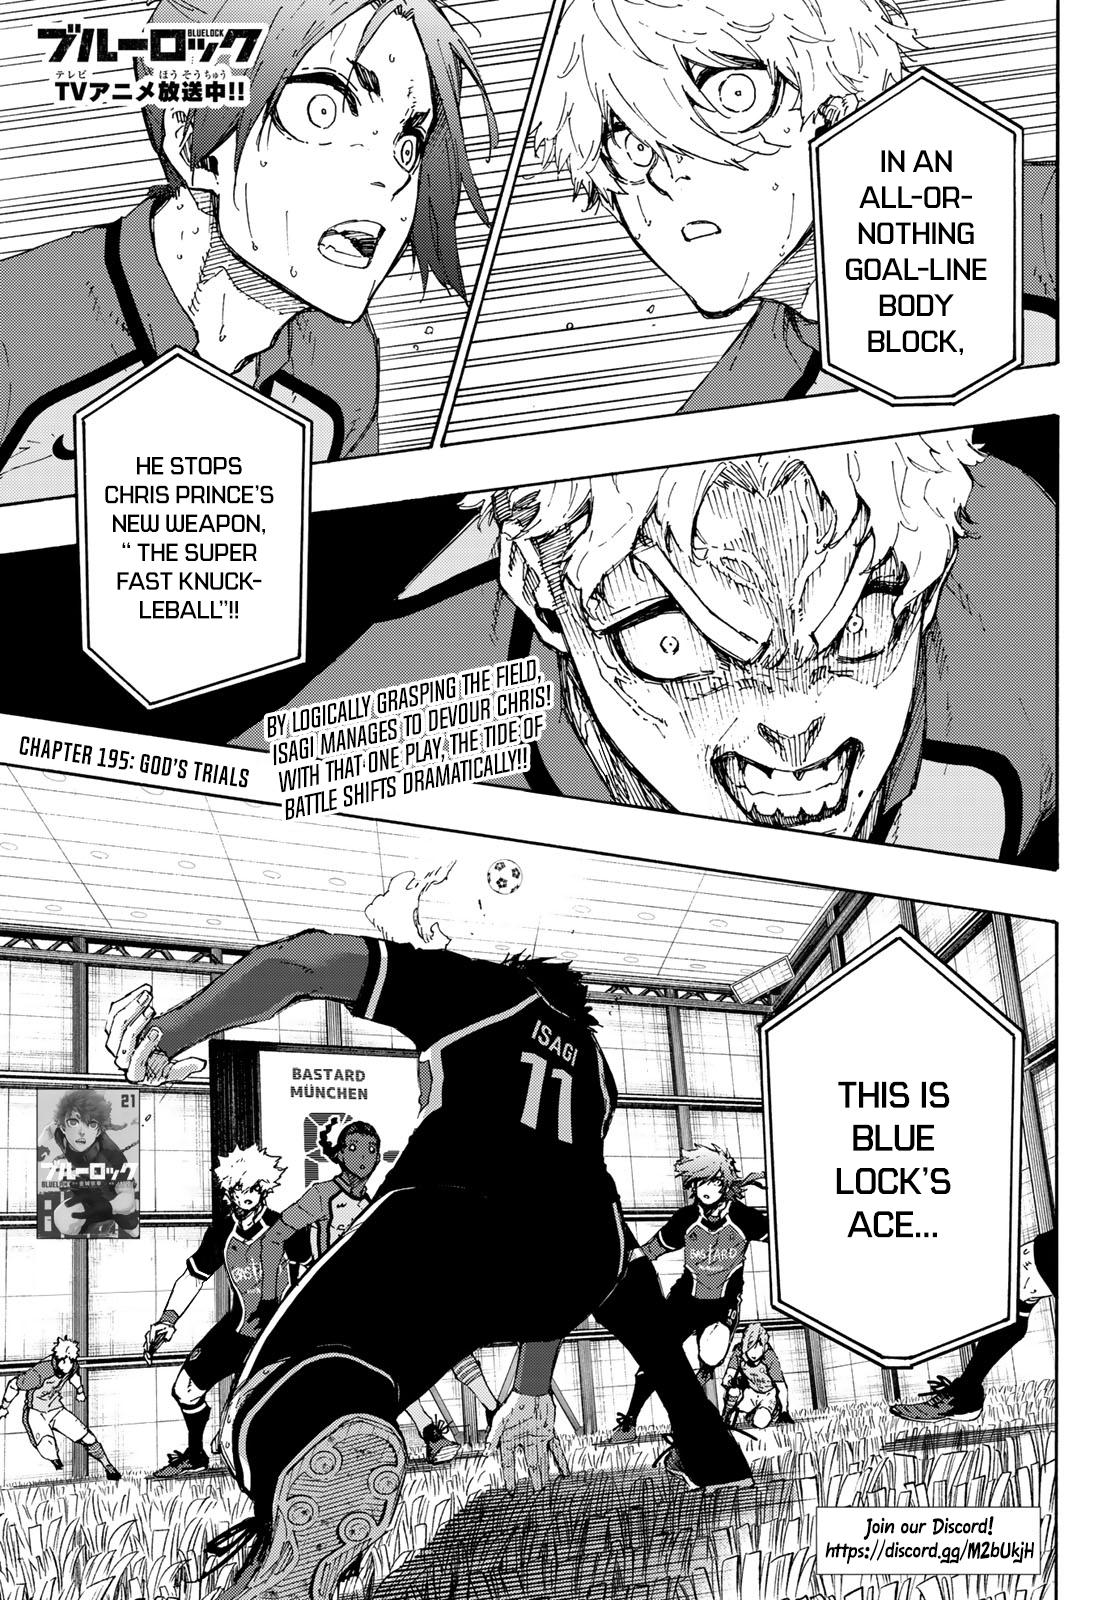 ブルーロック
BLUELOCK
テレビ ほうそうちゅう
TVアニメ放送中!!
IN AN
ALL-OR-
NOTHING
GOAL-LINE
BODY
BLOCK,
HE STOPS
CHRIS PRINCE'S
NEW WEAPON,
“ THE SUPER
FAST KNUCK-
LEBALL”!!
BY LOGICALLY GRASPING THE FIELD,
ISAGI MANAGES TO DEVOUR CHRIS!
WITH THAT ONE PLAY, THE TIDE OF
BATTLE SHIFTS DRAMATICALLY!!
CHAPTER 195: GOD'S TRIALS
ISAGI
11
BASTARD
MÜNCHEN
21
ブルーロック
BLUELOCK
BASTARD
10
THIS IS
BLUE
LOCK'S
ACE...
Join our Discord!
https://discord.gg/M2bUkjH